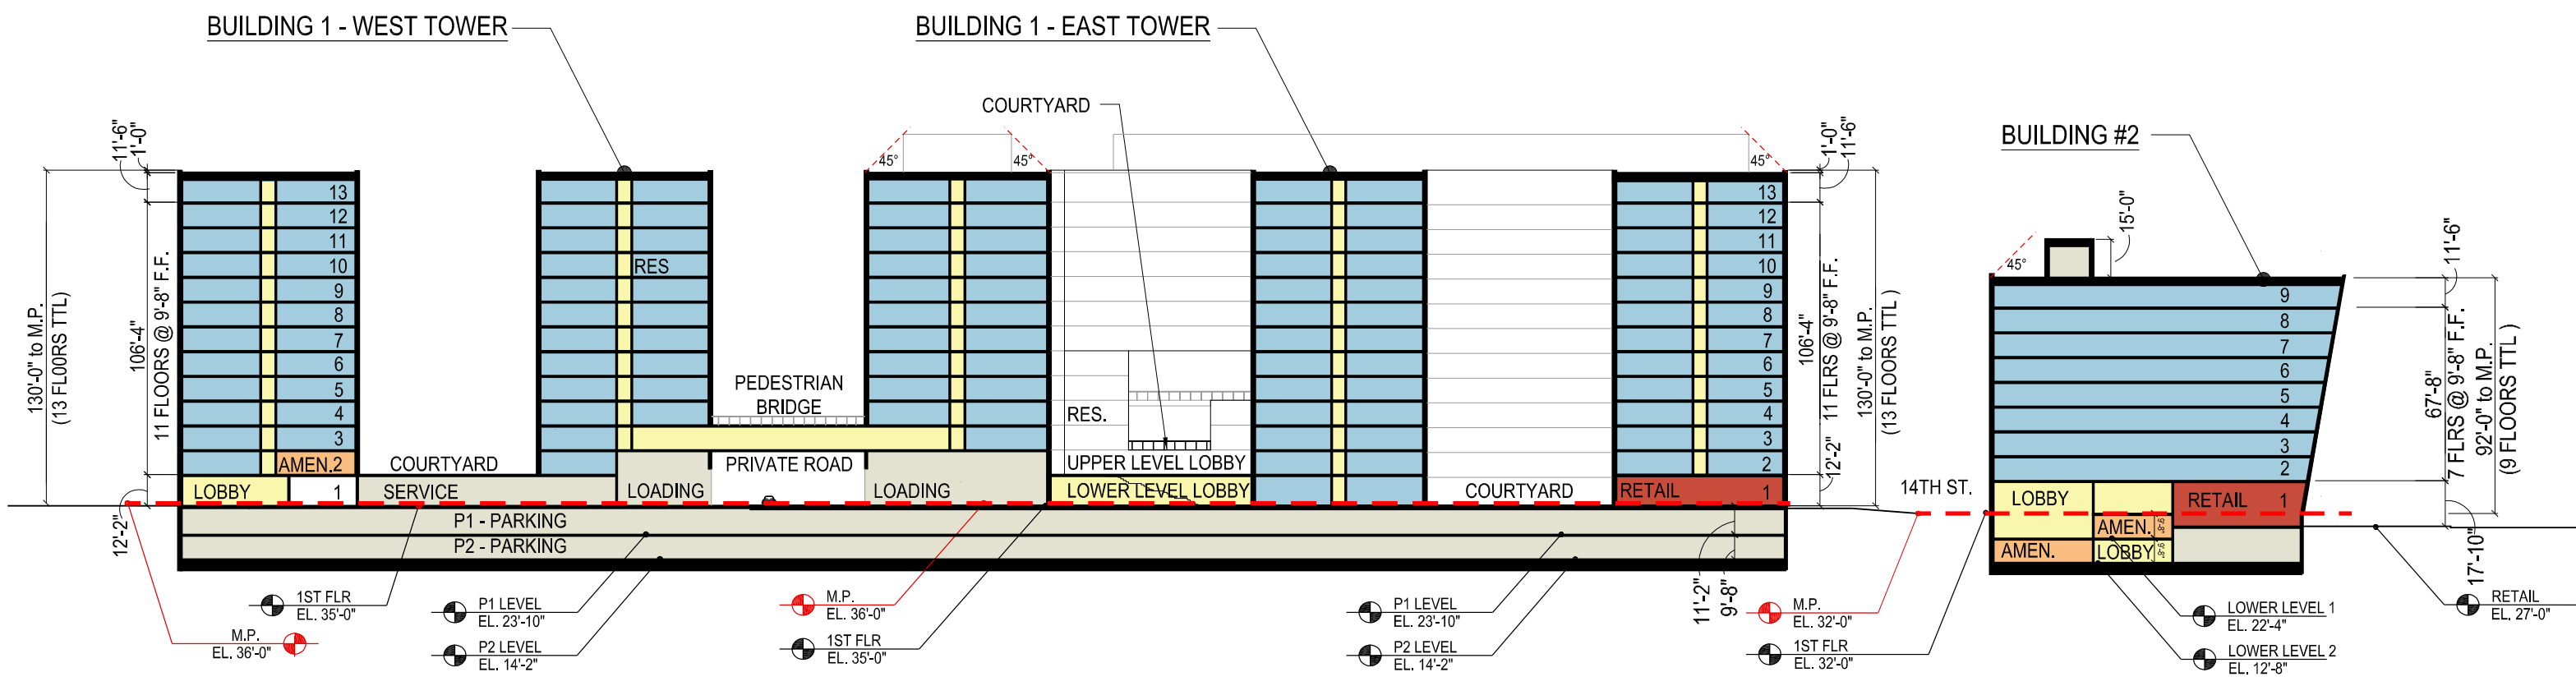 BUILDING 1 - WEST TOWER
BUILDING 1 - EAST TOWER
COURTYARD
BUILDING #2
11'-6"
1'-0"
130'-0" to M.P.
(13 FLOORS TTL)
106'-4"
11 FLOORS @ 9'-8" F.F.
12'-2"
13
12
11
10
9
8
7
6
5
4
3
AMEN.2
LOBBY
1
COURTYARD
SERVICE
RES
LOADING
PEDESTRIAN
BRIDGE
PRIVATE ROAD
LOADING
45°
45°
RES.
UPPER LEVEL LOBBY
LOWER LEVEL LOBBY
COURTYARD
45°
13
12
11
10
9
8
7
6
5
4
3
2
RETAIL 1
1'-0"
11'-6"
106'-4"
11 FLRS @ 9'-8" F.F.
12'-2"
130'-0" to M.P.
(13 FLOORS TTL )
P1 - PARKING
P2 - PARKING
11'-2"
9'-8"
14TH ST.
45°
15'-0"
9
8
7
6
5
4
3
2
LOBBY
RETAIL 1
AMEN.
9'-8"
AMEN.
LOBBY
9'-8"
11'-6"
67'-8"
7 FLRS @ 9'-8" F.F.
92'-0" to M.P.
(9 FLOORS TTL )
17'-10"
1ST FLR
EL. 35'-0"
M.P.
EL. 36'-0"
P1 LEVEL
EL. 23'-10"
P2 LEVEL
EL. 14'-2"
M.P.
EL. 36'-0"
1ST FLR
EL. 35'-0"
P1 LEVEL
EL. 23'-10"
P2 LEVEL
EL. 14'-2"
M.P.
EL. 32'-0"
1ST FLR
EL. 32'-0"
LOWER LEVEL 1
EL. 22'-4"
LOWER LEVEL 2
EL. 12'-8"
RETAIL
EL. 27'-0"